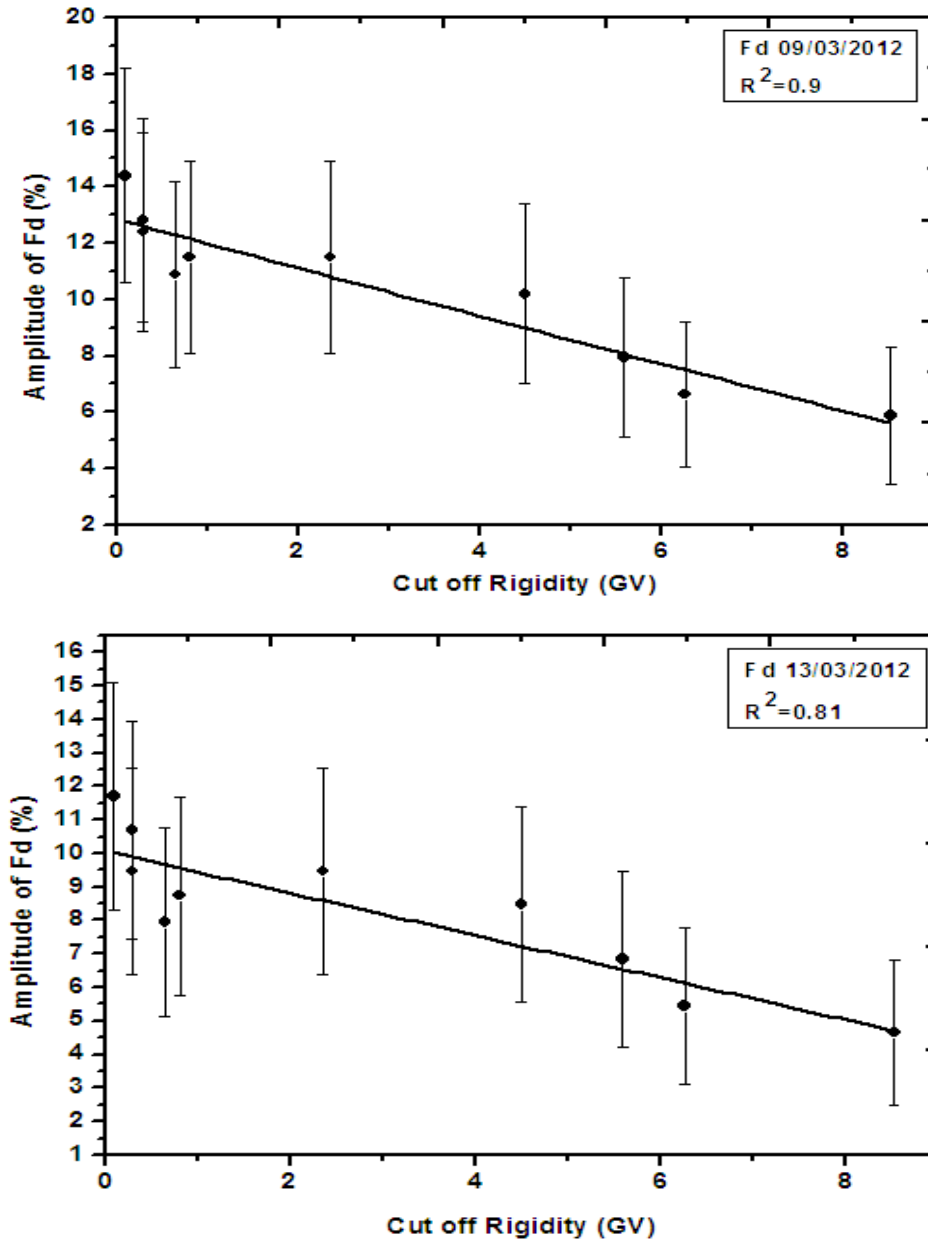 Fd 09/03/2012
R2=0.9
20
18
16
14
12
10
8
6
4
2
Amplitude of Fd (%)
0 2 4 6 8
Cut off Rigidity (GV)
Fd 13/03/2012
R2=0.81
16
15
14
13
12
11
10
9
8
7
6
5
4
3
2
1
Amplitude of Fd (%)
0 2 4 6 8
Cut off Rigidity (GV)